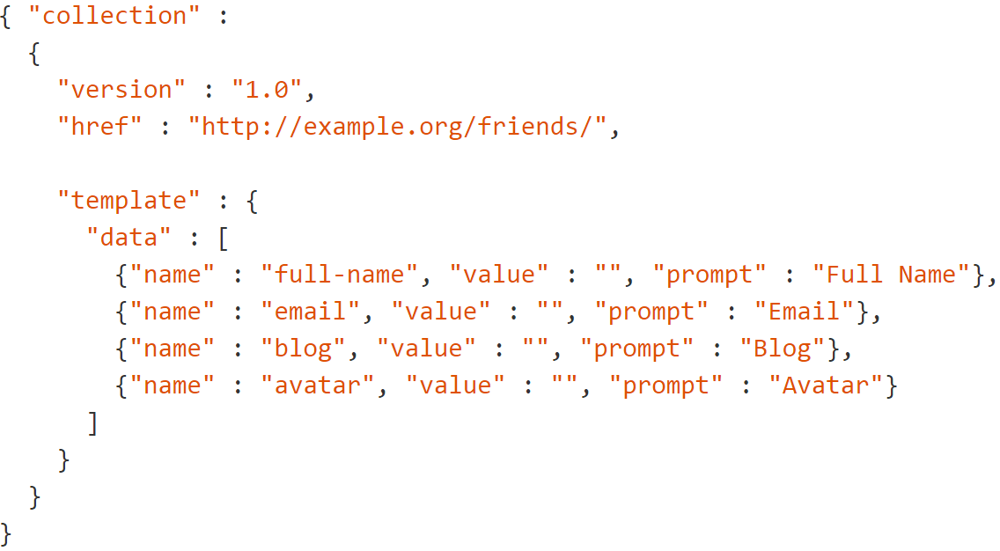 { "collection" :
  {
    "version" : "1.0",
    "href" : "http://example.org/friends/",

    "template" : {
      "data" : [
        {"name" : "full-name", "value" : "", "prompt" : "Full Name"},
        {"name" : "email", "value" : "", "prompt" : "Email"},
        {"name" : "blog", "value" : "", "prompt" : "Blog"},
        {"name" : "avatar", "value" : "", "prompt" : "Avatar"}
      ]
    }
  }
}